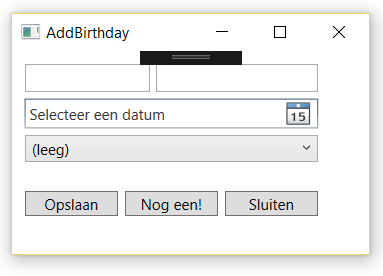 AddBirthday
Selecteer een datum 15
(leeg)
Opslaan Nog een! Sluiten